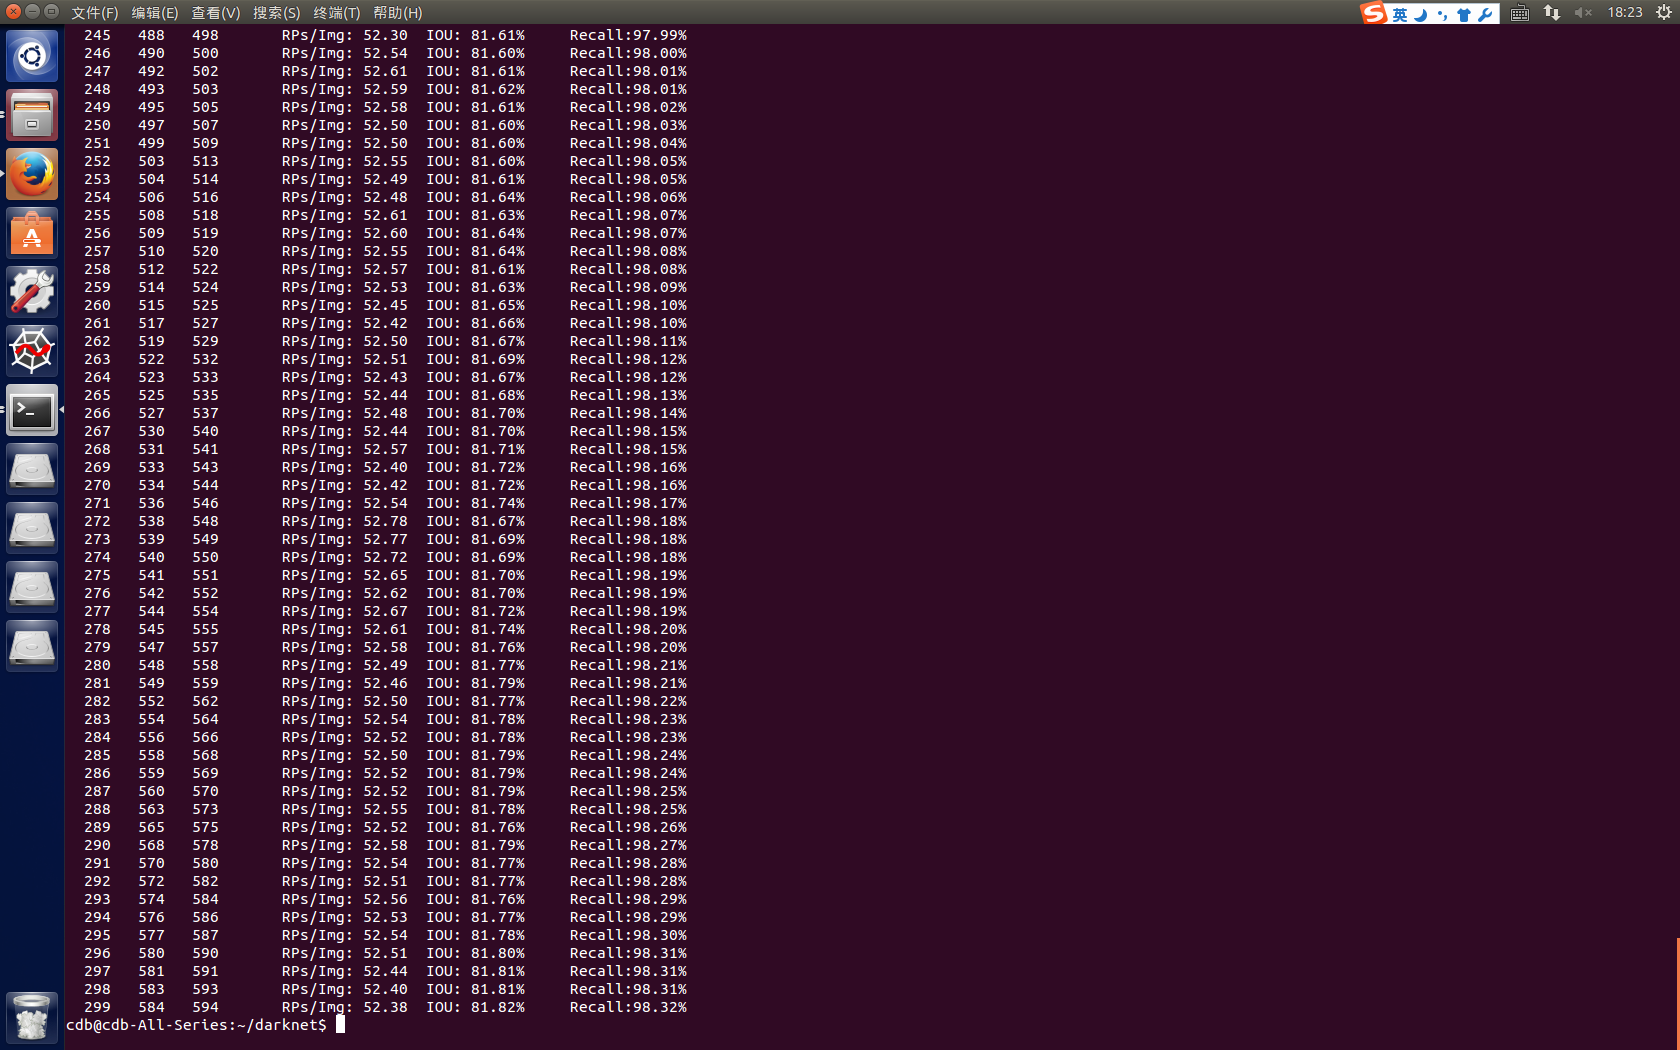 文件(F) 编辑(E) 查看(V) 搜索(S) 终端(T) 帮助(H) 英 18:23
245 488 498 RPs/Img: 52.30 IOU: 81.61% Recall:97.99%
246 490 500 RPs/Img: 52.54 IOU: 81.60% Recall:98.00%
247 492 502 RPs/Img: 52.61 IOU: 81.61% Recall:98.01%
248 493 503 RPs/Img: 52.59 IOU: 81.62% Recall:98.01%
249 495 505 RPs/Img: 52.58 IOU: 81.61% Recall:98.02%
250 497 507 RPs/Img: 52.50 IOU: 81.60% Recall:98.03%
251 499 509 RPs/Img: 52.50 IOU: 81.60% Recall:98.04%
252 503 513 RPs/Img: 52.55 IOU: 81.60% Recall:98.05%
253 504 514 RPs/Img: 52.49 IOU: 81.61% Recall:98.05%
254 506 516 RPs/Img: 52.48 IOU: 81.64% Recall:98.06%
255 508 518 RPs/Img: 52.61 IOU: 81.63% Recall:98.07%
256 509 519 RPs/Img: 52.60 IOU: 81.64% Recall:98.07%
257 510 520 RPs/Img: 52.55 IOU: 81.64% Recall:98.08%
258 512 522 RPs/Img: 52.57 IOU: 81.61% Recall:98.08%
259 514 524 RPs/Img: 52.53 IOU: 81.63% Recall:98.09%
260 515 525 RPs/Img: 52.45 IOU: 81.65% Recall:98.10%
261 517 527 RPs/Img: 52.42 IOU: 81.66% Recall:98.10%
262 519 529 RPs/Img: 52.50 IOU: 81.67% Recall:98.11%
263 522 532 RPs/Img: 52.51 IOU: 81.69% Recall:98.12%
264 523 533 RPs/Img: 52.43 IOU: 81.67% Recall:98.12%
265 525 535 RPs/Img: 52.44 IOU: 81.68% Recall:98.13%
266 527 537 RPs/Img: 52.48 IOU: 81.70% Recall:98.14%
267 530 540 RPs/Img: 52.44 IOU: 81.70% Recall:98.15%
268 531 541 RPs/Img: 52.57 IOU: 81.71% Recall:98.15%
269 533 543 RPs/Img: 52.40 IOU: 81.72% Recall:98.16%
270 534 544 RPs/Img: 52.42 IOU: 81.72% Recall:98.16%
271 536 546 RPs/Img: 52.54 IOU: 81.74% Recall:98.17%
272 538 548 RPs/Img: 52.78 IOU: 81.67% Recall:98.18%
273 539 549 RPs/Img: 52.77 IOU: 81.69% Recall:98.18%
274 540 550 RPs/Img: 52.72 IOU: 81.69% Recall:98.18%
275 541 551 RPs/Img: 52.65 IOU: 81.70% Recall:98.19%
276 542 552 RPs/Img: 52.62 IOU: 81.70% Recall:98.19%
277 544 554 RPs/Img: 52.67 IOU: 81.72% Recall:98.19%
278 545 555 RPs/Img: 52.61 IOU: 81.74% Recall:98.20%
279 547 557 RPs/Img: 52.58 IOU: 81.76% Recall:98.20%
280 548 558 RPs/Img: 52.49 IOU: 81.77% Recall:98.21%
281 549 559 RPs/Img: 52.46 IOU: 81.79% Recall:98.21%
282 552 562 RPs/Img: 52.50 IOU: 81.77% Recall:98.22%
283 554 564 RPs/Img: 52.54 IOU: 81.78% Recall:98.23%
284 556 566 RPs/Img: 52.52 IOU: 81.78% Recall:98.23%
285 558 568 RPs/Img: 52.50 IOU: 81.79% Recall:98.24%
286 559 569 RPs/Img: 52.52 IOU: 81.79% Recall:98.24%
287 560 570 RPs/Img: 52.52 IOU: 81.79% Recall:98.25%
288 563 573 RPs/Img: 52.55 IOU: 81.78% Recall:98.25%
289 565 575 RPs/Img: 52.52 IOU: 81.76% Recall:98.26%
290 568 578 RPs/Img: 52.58 IOU: 81.79% Recall:98.27%
291 570 580 RPs/Img: 52.54 IOU: 81.77% Recall:98.28%
292 572 582 RPs/Img: 52.51 IOU: 81.77% Recall:98.28%
293 574 584 RPs/Img: 52.56 IOU: 81.76% Recall:98.29%
294 576 586 RPs/Img: 52.53 IOU: 81.77% Recall:98.29%
295 577 587 RPs/Img: 52.54 IOU: 81.78% Recall:98.30%
296 580 590 RPs/Img: 52.51 IOU: 81.80% Recall:98.31%
297 581 591 RPs/Img: 52.44 IOU: 81.81% Recall:98.31%
298 583 593 RPs/Img: 52.40 IOU: 81.81% Recall:98.31%
299 584 594 RPs/Img: 52.38 IOU: 81.82% Recall:98.32%
cdb@cdb-All-Series:~/darknet$